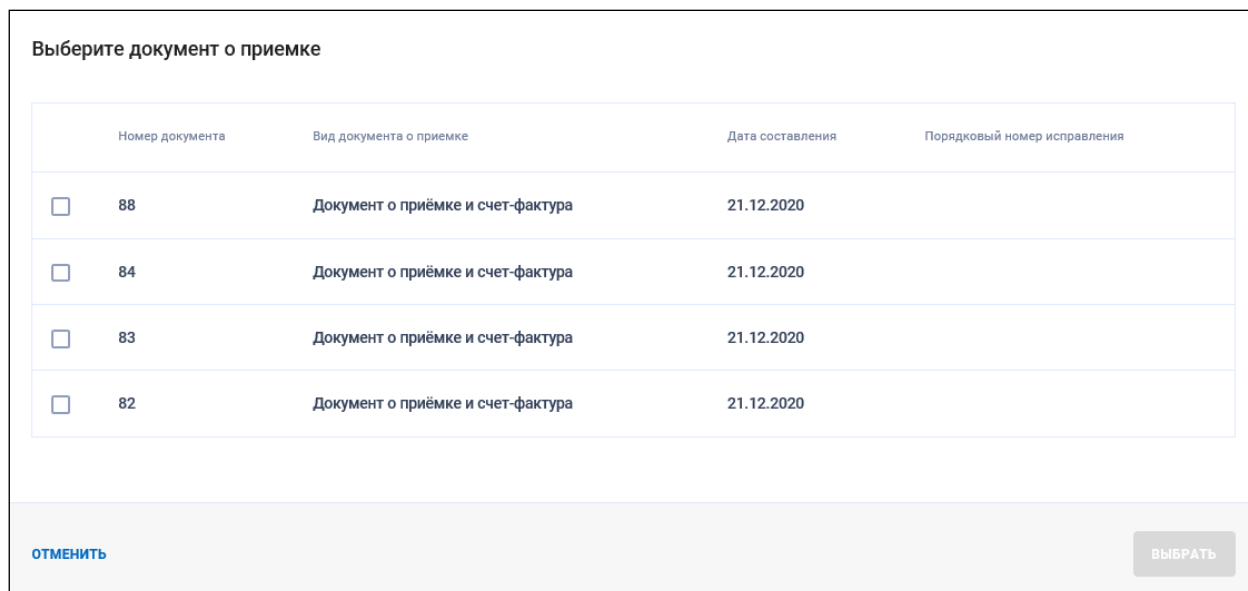 Выберите документ о приемке
Номер документа Вид документа о приемке Дата составления Порядковый номер исправления
88 Документ о приёмке и счет-фактура 21.12.2020
84 Документ о приёмке и счет-фактура 21.12.2020
83 Документ о приёмке и счет-фактура 21.12.2020
82 Документ о приёмке и счет-фактура 21.12.2020
ОТМЕНИТЬ ВЫБРАТЬ